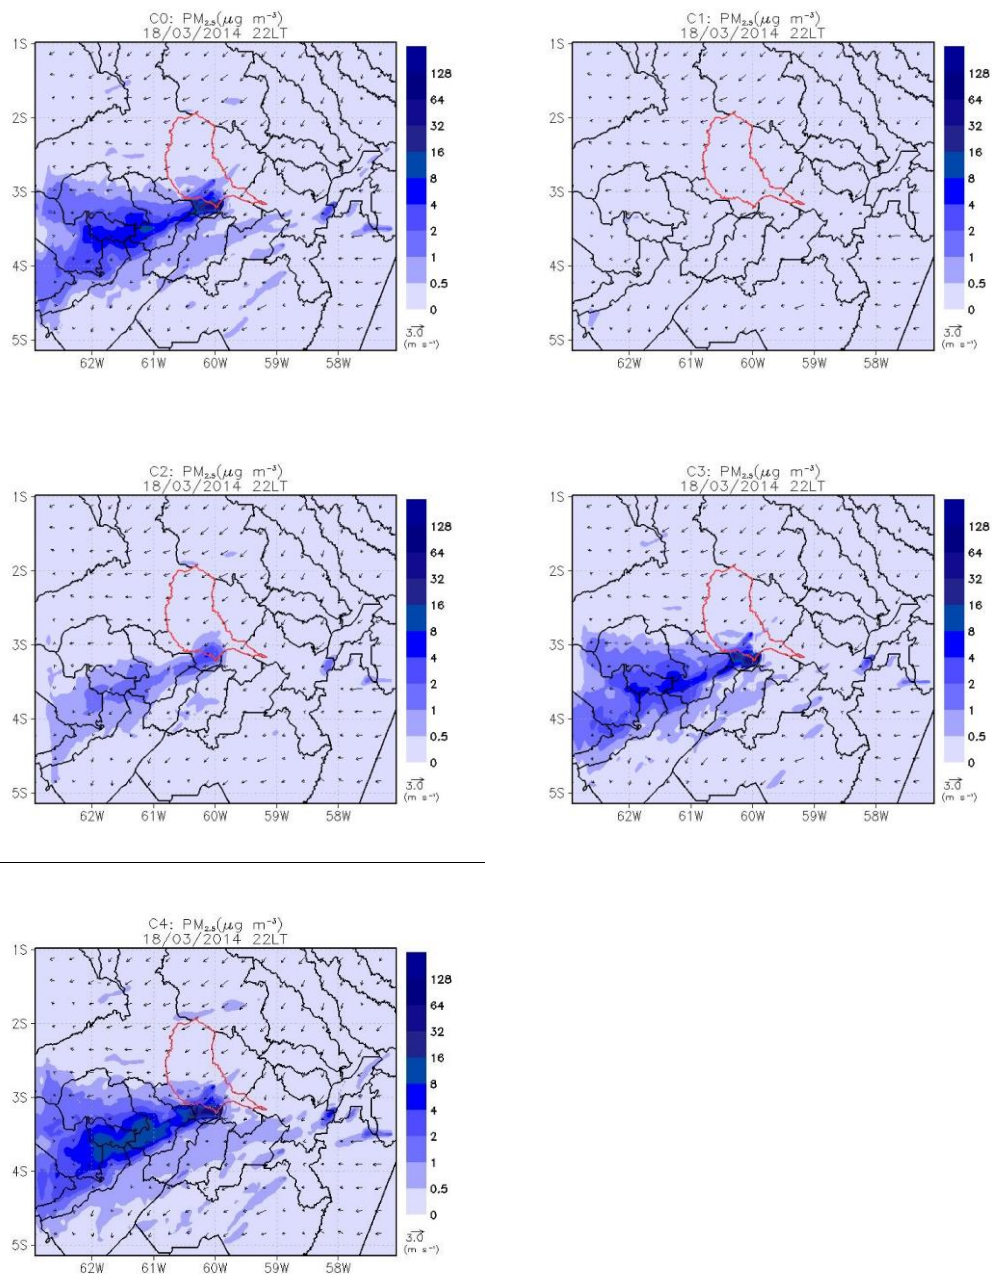 C0: PM₂.₅(μg m⁻³)
18/03/2014 22LT
1S
2S
3S
4S
5S
62W 61W 60W 59W 58W
128
64
32
16
8
4
2
1
0.5
0
3.0
(m s⁻¹)
C1: PM₂.₅(μg m⁻³)
18/03/2014 22LT
1S
2S
3S
4S
5S
62W 61W 60W 59W 58W
128
64
32
16
8
4
2
1
0.5
0
3.0
(m s⁻¹)
C2: PM₂.₅(μg m⁻³)
18/03/2014 22LT
1S
2S
3S
4S
5S
62W 61W 60W 59W 58W
128
64
32
16
8
4
2
1
0.5
0
3.0
(m s⁻¹)
C3: PM₂.₅(μg m⁻³)
18/03/2014 22LT
1S
2S
3S
4S
5S
62W 61W 60W 59W 58W
128
64
32
16
8
4
2
1
0.5
0
3.0
(m s⁻¹)
C4: PM₂.₅(μg m⁻³)
18/03/2014 22LT
1S
2S
3S
4S
5S
62W 61W 60W 59W 58W
128
64
32
16
8
4
2
1
0.5
0
3.0
(m s⁻¹)